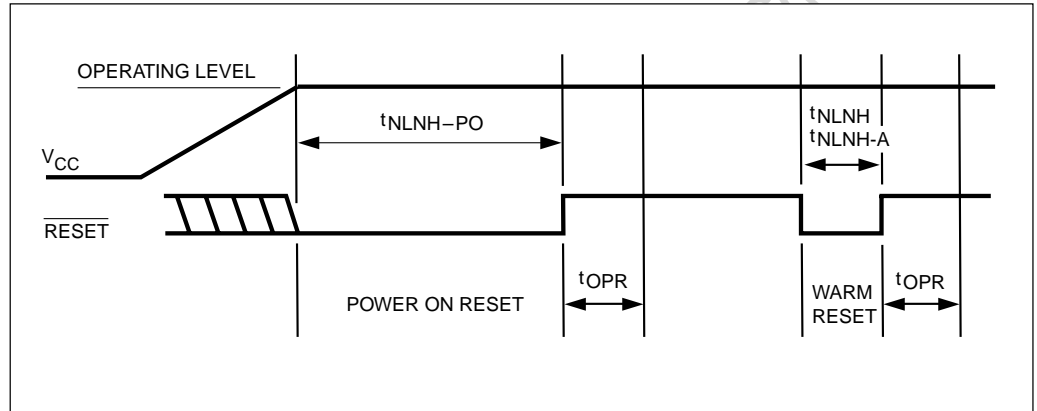 OPERATING LEVEL
tNLNH–PO
tNLNH
tNLNH-A
VCC
RESET
tOPR
POWER ON RESET
WARM
RESET
tOPR